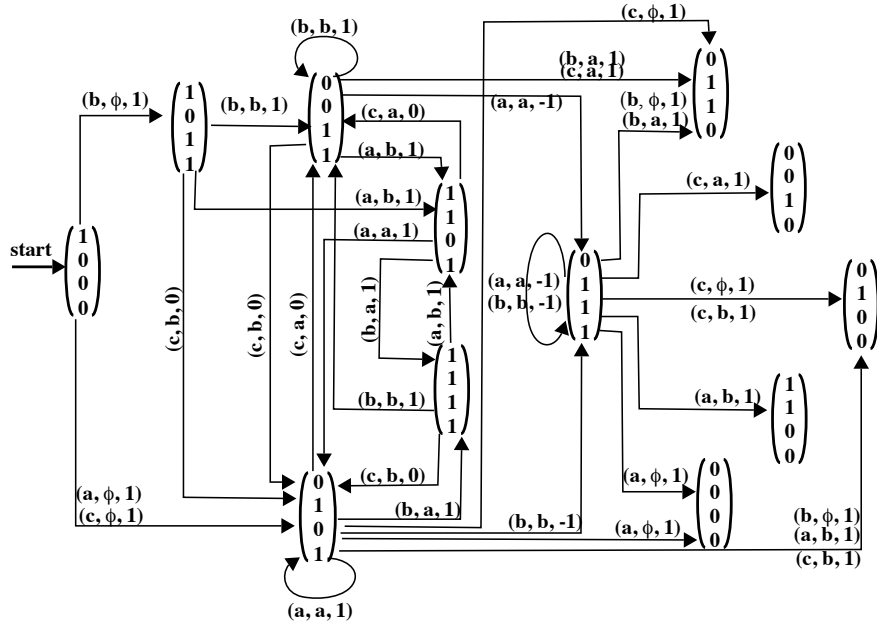 (c, ϕ, 1)
(b, b, 1)
(b, a, 1)
(c, a, 1)
0
1
1
0
1
0
1
1
0
0
1
1
(b, ϕ, 1)
(b, b, 1)
(c, a, 0)
(a, a, -1)
(b, ϕ, 1)
(b, a, 1)
(a, b, 1)
0
0
1
0
(c, a, 1)
(a, b, 1)
1
1
0
1
(a, a, 1)
start
1
0
0
0
(a, a, -1)
(b, b, -1)
0
1
1
1
(c, ϕ, 1)
(c, b, 1)
0
1
0
0
(c, b, 0)
(c, b, 0)
(c, a, 0)
(b, a, 1)
(a, b, 1)
1
1
1
1
(b, b, 1)
(a, b, 1)
1
1
0
0
(c, b, 0)
(a, ϕ, 1)
0
0
0
0
(a, ϕ, 1)
(c, ϕ, 1)
0
1
0
1
(b, a, 1)
(b, b, -1)
(a, ϕ, 1)
(b, ϕ, 1)
(a, b, 1)
(c, b, 1)
(a, a, 1)